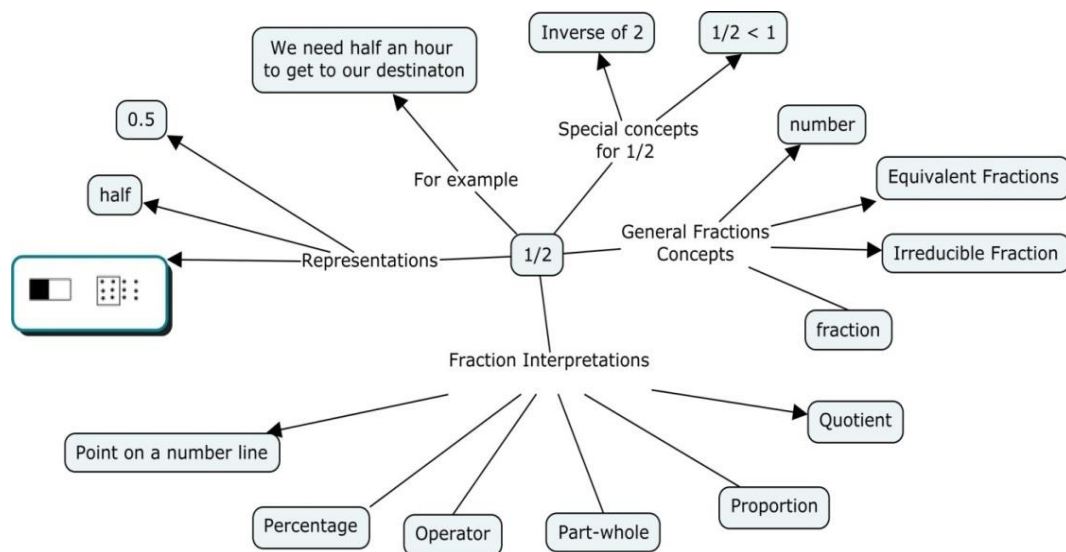 We need half an hour
to get to our destinaton
Inverse of 2
1/2 < 1
0.5
Special concepts
for 1/2
number
For example
half
Equivalent Fractions
General Fractions
Concepts
Representations
1/2
Irreducible Fraction
fraction
Fraction Interpretations
Quotient
Point on a number line
Percentage
Operator
Part-whole
Proportion